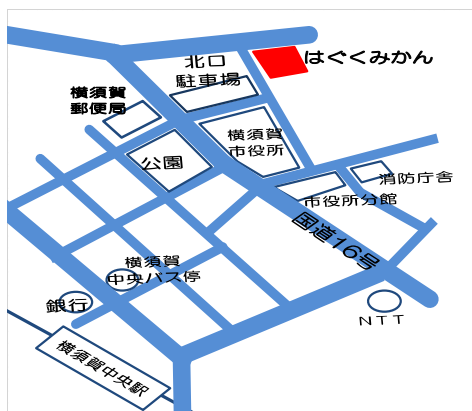 はぐくみかん
北口
駐車場
横須賀
郵便局
横須賀
市役所
公園
消防庁舎
市役所分館
国道16号
横須賀
中央バス停
銀行
NTT
横須賀中央駅